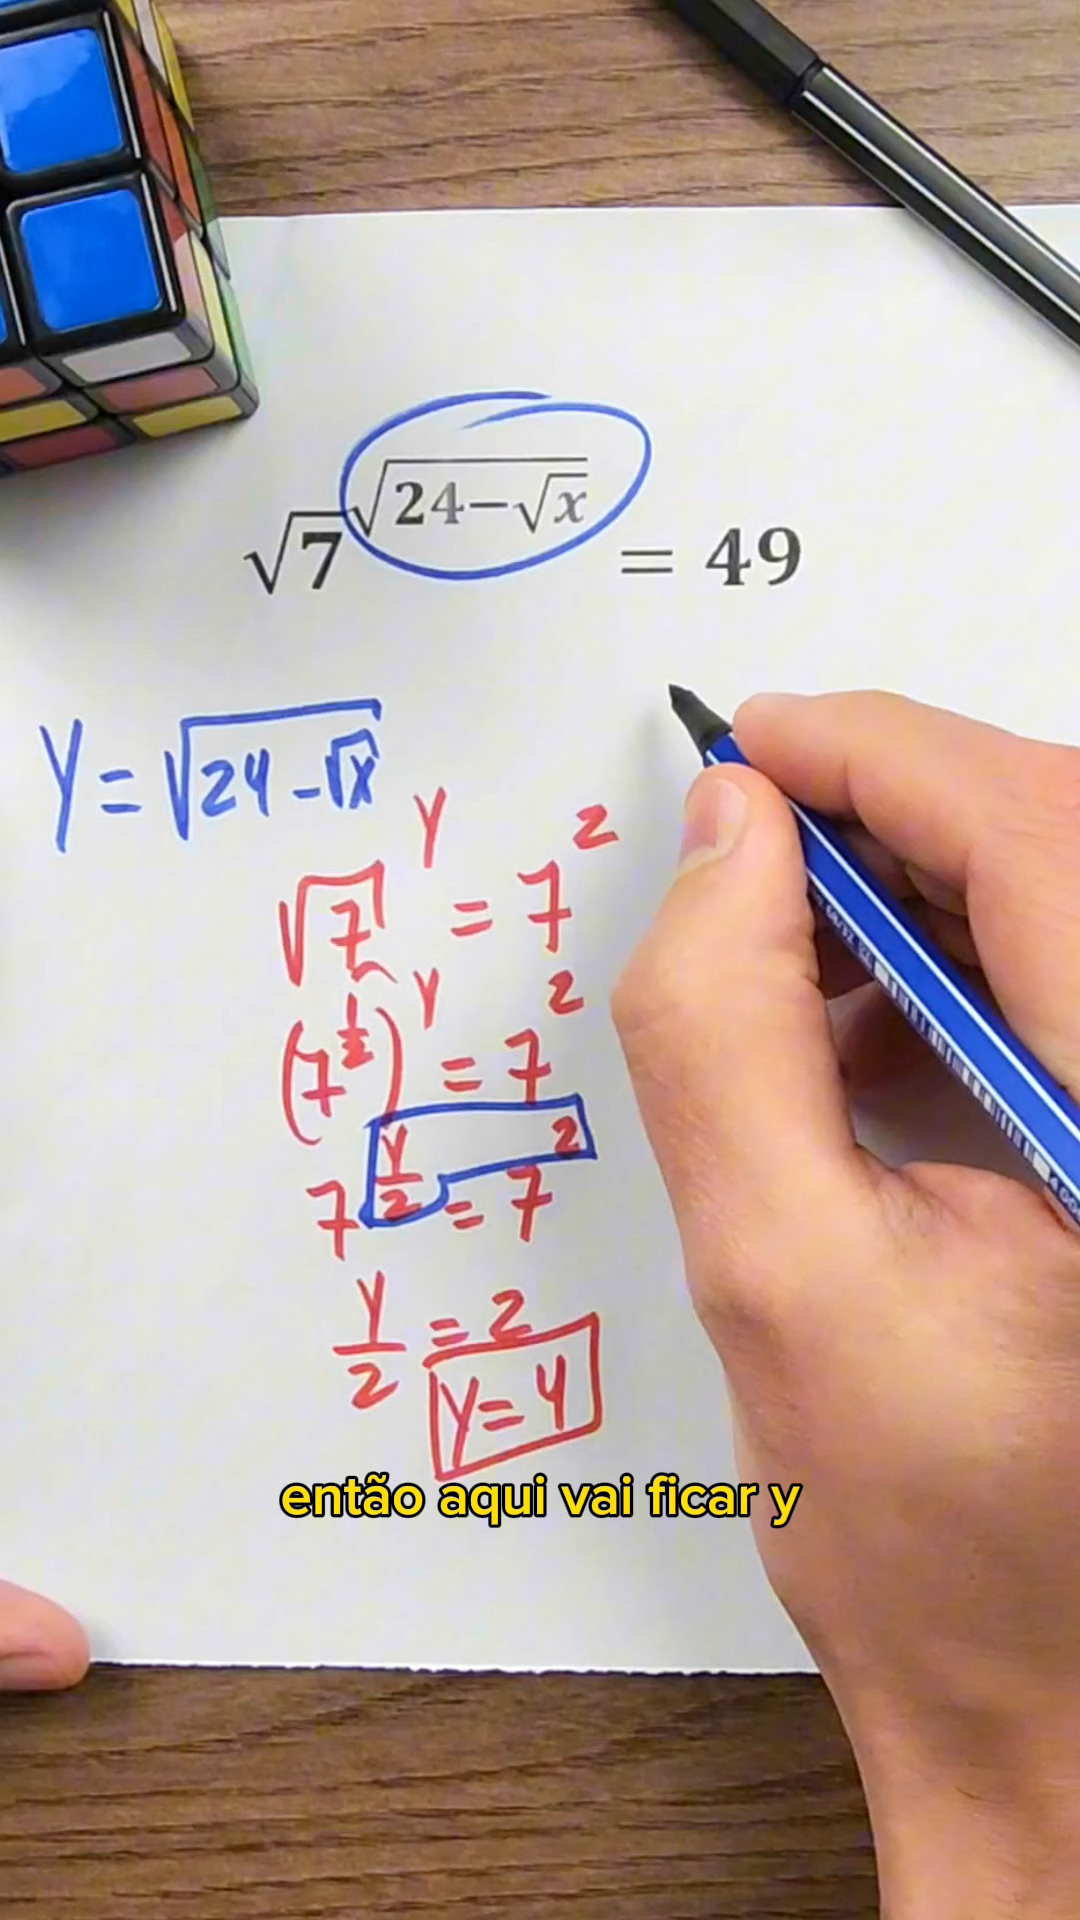 √7^√(24−√x) = 49
Y = √(24 - √x)
√7^Y = 7^2
(7^(1/2))^Y = 7^2
7^(Y/2) = 7^2
Y/2 = 2
Y = 4
então aqui vai ficar y